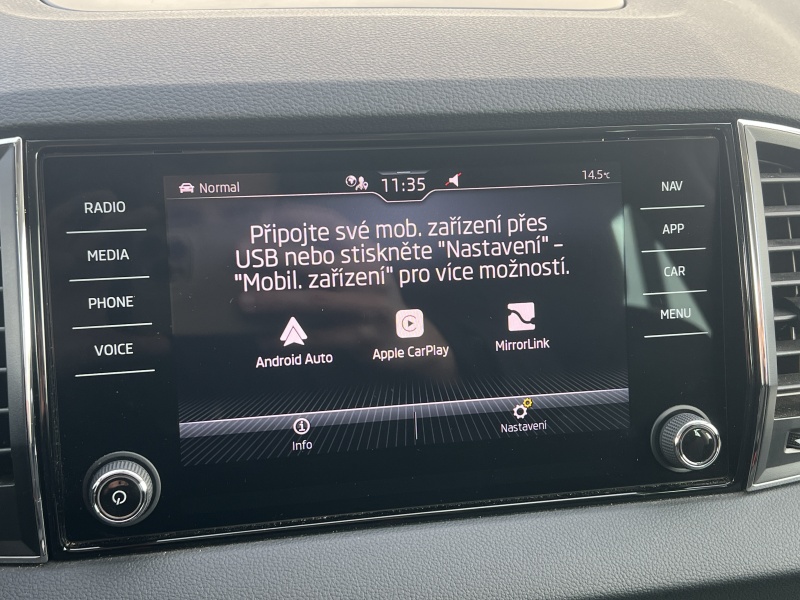 RADIO
MEDIA
PHONE
VOICE
Normal
11:35
14.5°C
Připojte své mob. zařízení přes
USB nebo stiskněte "Nastavení" –
"Mobil. zařízení" pro více možností.
Android Auto
Apple CarPlay
MirrorLink
Info
Nastavení
NAV
APP
CAR
MENU